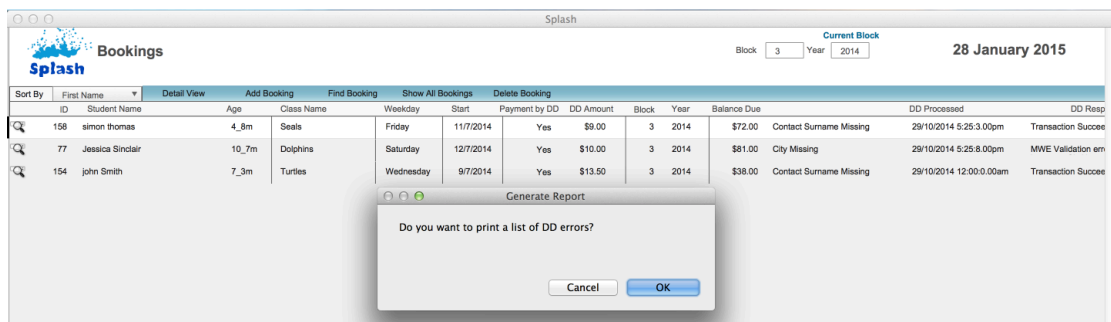 Splash
Splash
Bookings
Current Block
Block 3 Year 2014
28 January 2015
Sort By First Name Detail View Add Booking Find Booking Show All Bookings Delete Booking
ID Student Name Age Class Name Weekday Start Payment by DD DD Amount Block Year Balance Due DD Processed DD Resp
158 simon thomas 4_8m Seals Friday 11/7/2014 Yes $9.00 3 2014 $72.00 Contact Surname Missing 29/10/2014 5:25:3.00pm Transaction Succee
77 Jessica Sinclair 10_7m Dolphins Saturday 12/7/2014 Yes $10.00 3 2014 $81.00 City Missing 29/10/2014 5:25:8.00pm MWE Validation erro
154 john Smith 7_3m Turtles Wednesday 9/7/2014 Yes $13.50 3 2014 $38.00 Contact Surname Missing 29/10/2014 12:00:0.00am Transaction Succee
Generate Report
Do you want to print a list of DD errors?
Cancel OK